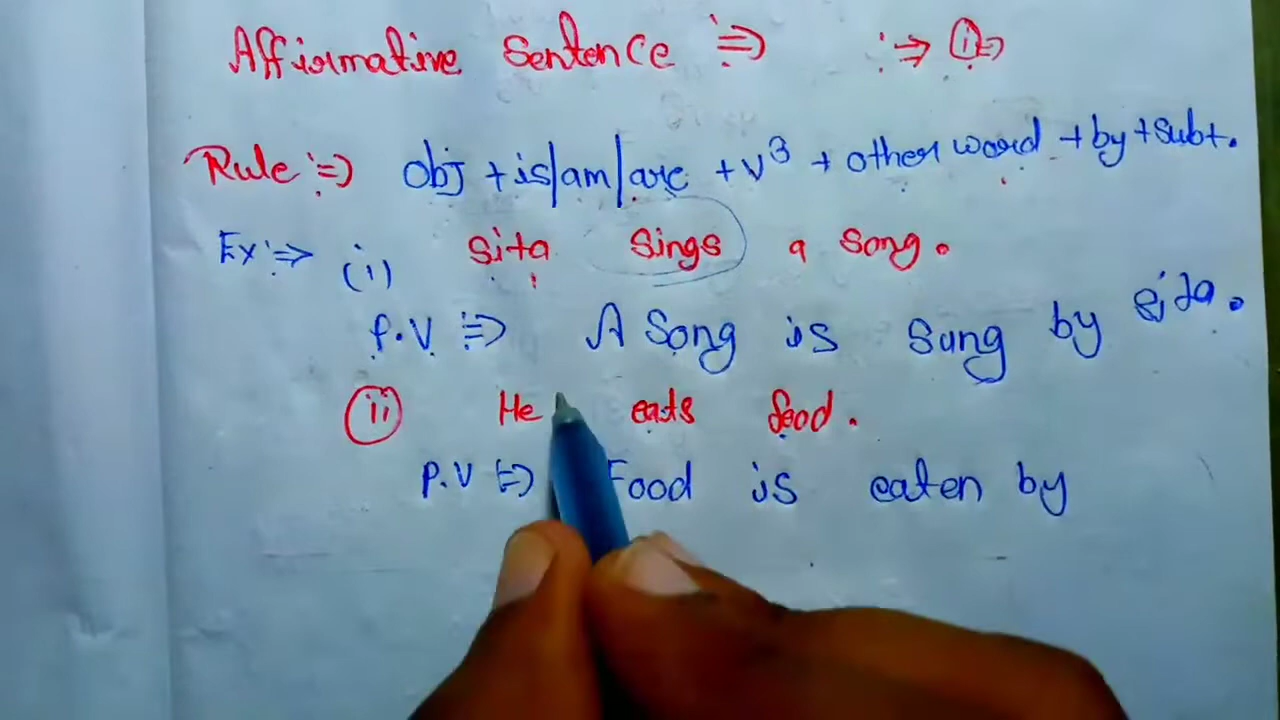 Affirmative Sentence ⇒ : ⇒ (i) ⇒
Rule ⇒ obj + is/am/are + v³ + other word + by + subt.
Ex ⇒ (i) Sita Sings a Song.
P.V ⇒ A Song is Sung by Sita.
(ii) He eats food.
P.V ⇒ Food is eaten by